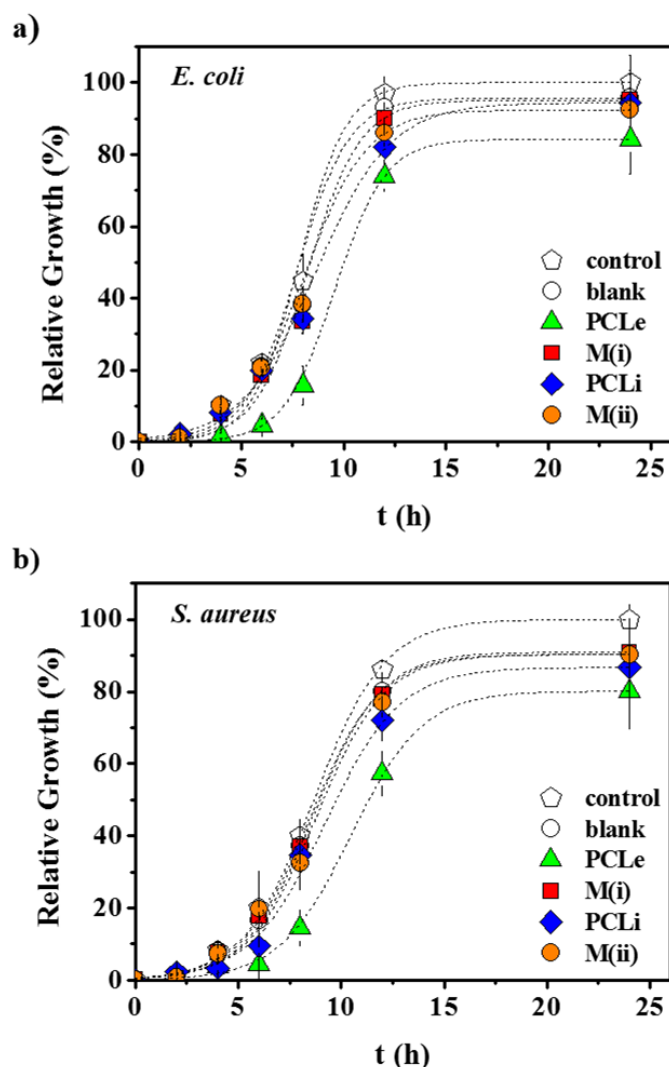 a)
E. coli
Relative Growth (%)
100
80
60
40
20
0
control
blank
PCLe
M(i)
PCLi
M(ii)
0 5 10 15 20 25
t (h)
b)
S. aureus
Relative Growth (%)
100
80
60
40
20
0
control
blank
PCLe
M(i)
PCLi
M(ii)
0 5 10 15 20 25
t (h)